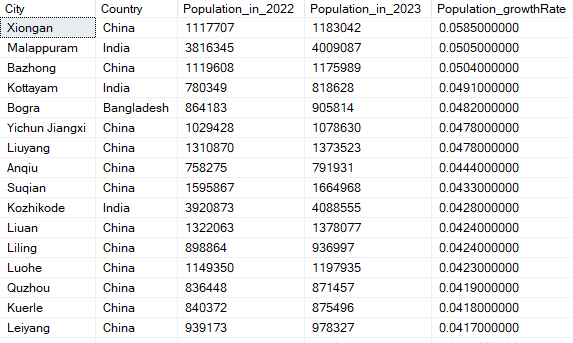 City Country Population_in_2022 Population_in_2023 Population_growthRate
Xiongan China 1117707 1183042 0.0585000000
Malappuram India 3816345 4009087 0.0505000000
Bazhong China 1119608 1175989 0.0504000000
Kottayam India 780349 818628 0.0491000000
Bogra Bangladesh 864183 905814 0.0482000000
Yichun Jiangxi China 1029428 1078630 0.0478000000
Liuyang China 1310870 1373523 0.0478000000
Anqiu China 758275 791931 0.0444000000
Suqian China 1595867 1664968 0.0433000000
Kozhikode India 3920873 4088555 0.0428000000
Liuan China 1322063 1378077 0.0424000000
Liling China 898864 936997 0.0424000000
Luohe China 1149350 1197935 0.0423000000
Quzhou China 836448 871457 0.0419000000
Kuerle China 840372 875496 0.0418000000
Leiyang China 939173 978327 0.0417000000